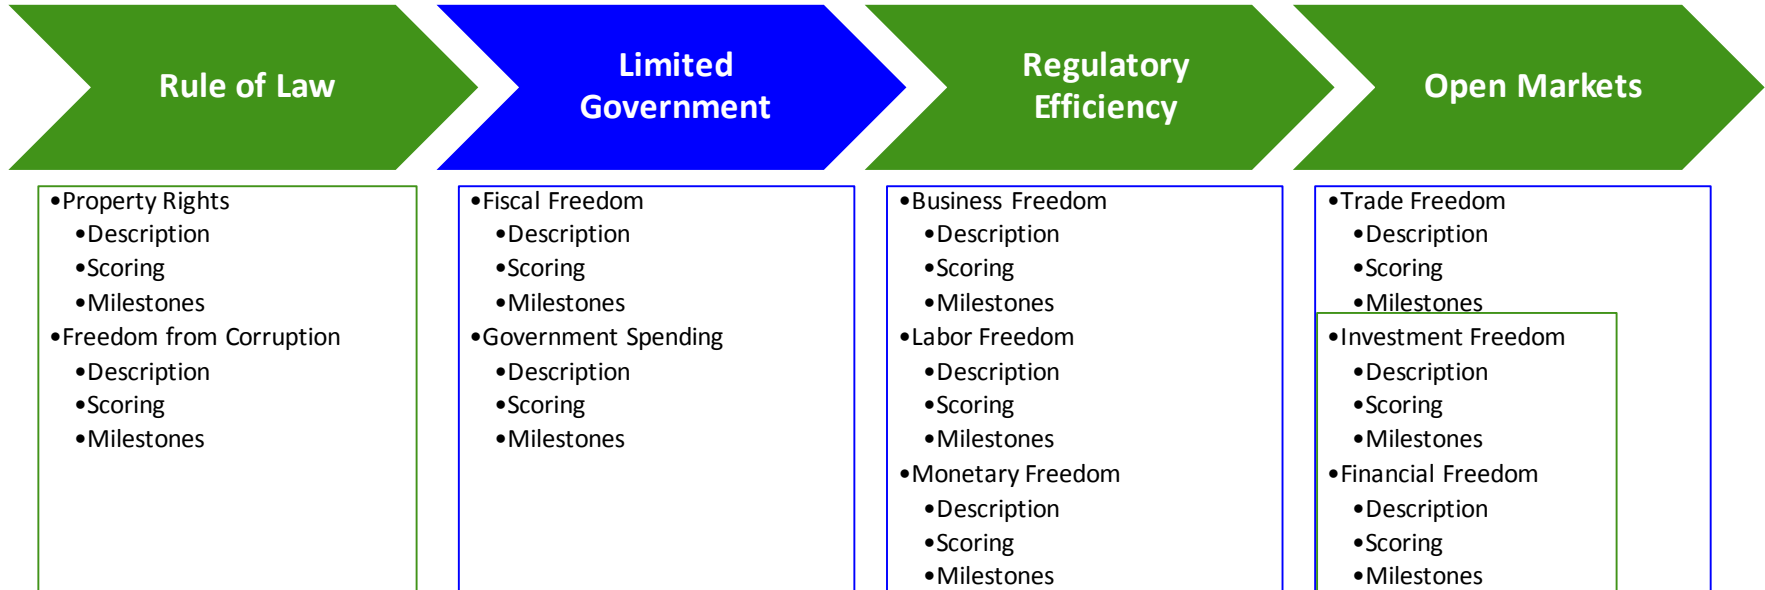 Rule of Law
Limited
Government
Regulatory
Efficiency
Open Markets
•Property Rights
•Description
•Scoring
•Milestones
•Freedom from Corruption
•Description
•Scoring
•Milestones
•Fiscal Freedom
•Description
•Scoring
•Milestones
•Government Spending
•Description
•Scoring
•Milestones
•Business Freedom
•Description
•Scoring
•Milestones
•Labor Freedom
•Description
•Scoring
•Milestones
•Monetary Freedom
•Description
•Scoring
•Milestones
•Trade Freedom
•Description
•Scoring
•Milestones
•Investment Freedom
•Description
•Scoring
•Milestones
•Financial Freedom
•Description
•Scoring
•Milestones